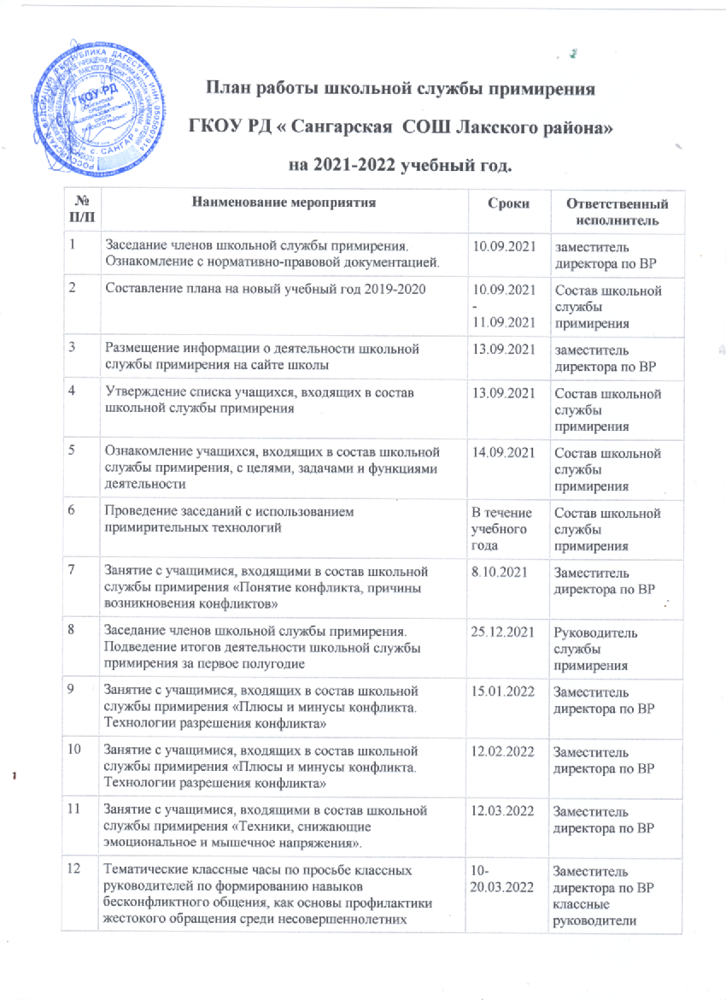 План работы школьной службы примирения
ГКОУ РД « Сангарская СОШ Лакского района»
на 2021-2022 учебный год.
№ П/П Наименование мероприятия Сроки Ответственный исполнитель
1 Заседание членов школьной службы примирения. 10.09.2021 заместитель
Ознакомление с нормативно-правовой документацией. директора по ВР
2 Составление плана на новый учебный год 2019-2020 10.09.2021 Состав школьной
- службы
11.09.2021 примирения
3 Размещение информации о деятельности школьной 13.09.2021 заместитель
службы примирения на сайте школы директора по ВР
4 Утверждение списка учащихся, входящих в состав 13.09.2021 Состав школьной
школьной службы примирения службы
примирения
5 Ознакомление учащихся, входящих в состав школьной 14.09.2021 Состав школьной
службы примирения, с целями, задачами и функциями службы
деятельности примирения
6 Проведение заседаний с использованием В течение Состав школьной
примирительных технологий учебного службы
года примирения
7 Занятие с учащимися, входящими в состав школьной 8.10.2021 Заместитель
службы примирения «Понятие конфликта, причины директора по ВР
возникновения конфликтов»
8 Заседание членов школьной службы примирения. 25.12.2021 Руководитель
Подведение итогов деятельности школьной службы службы
примирения за первое полугодие примирения
9 Занятие с учащимися, входящих в состав школьной 15.01.2022 Заместитель
службы примирения «Плюсы и минусы конфликта. директора по ВР
Технологии разрешения конфликта»
10 Занятие с учащимися, входящих в состав школьной 12.02.2022 Заместитель
службы примирения «Плюсы и минусы конфликта. директора по ВР
Технологии разрешения конфликта»
11 Занятие с учащимися, входящими в состав школьной 12.03.2022 Заместитель
службы примирения «Техники, снижающие директора по ВР
эмоциональное и мышечное напряжения».
12 Тематические классные часы по просьбе классных 10- Заместитель
руководителей по формированию навыков 20.03.2022 директора по ВР
бесконфликтного общения, как основы профилактики классные
жестокого обращения среди несовершеннолетних руководители
ГКОУ РД
с. САНГАР